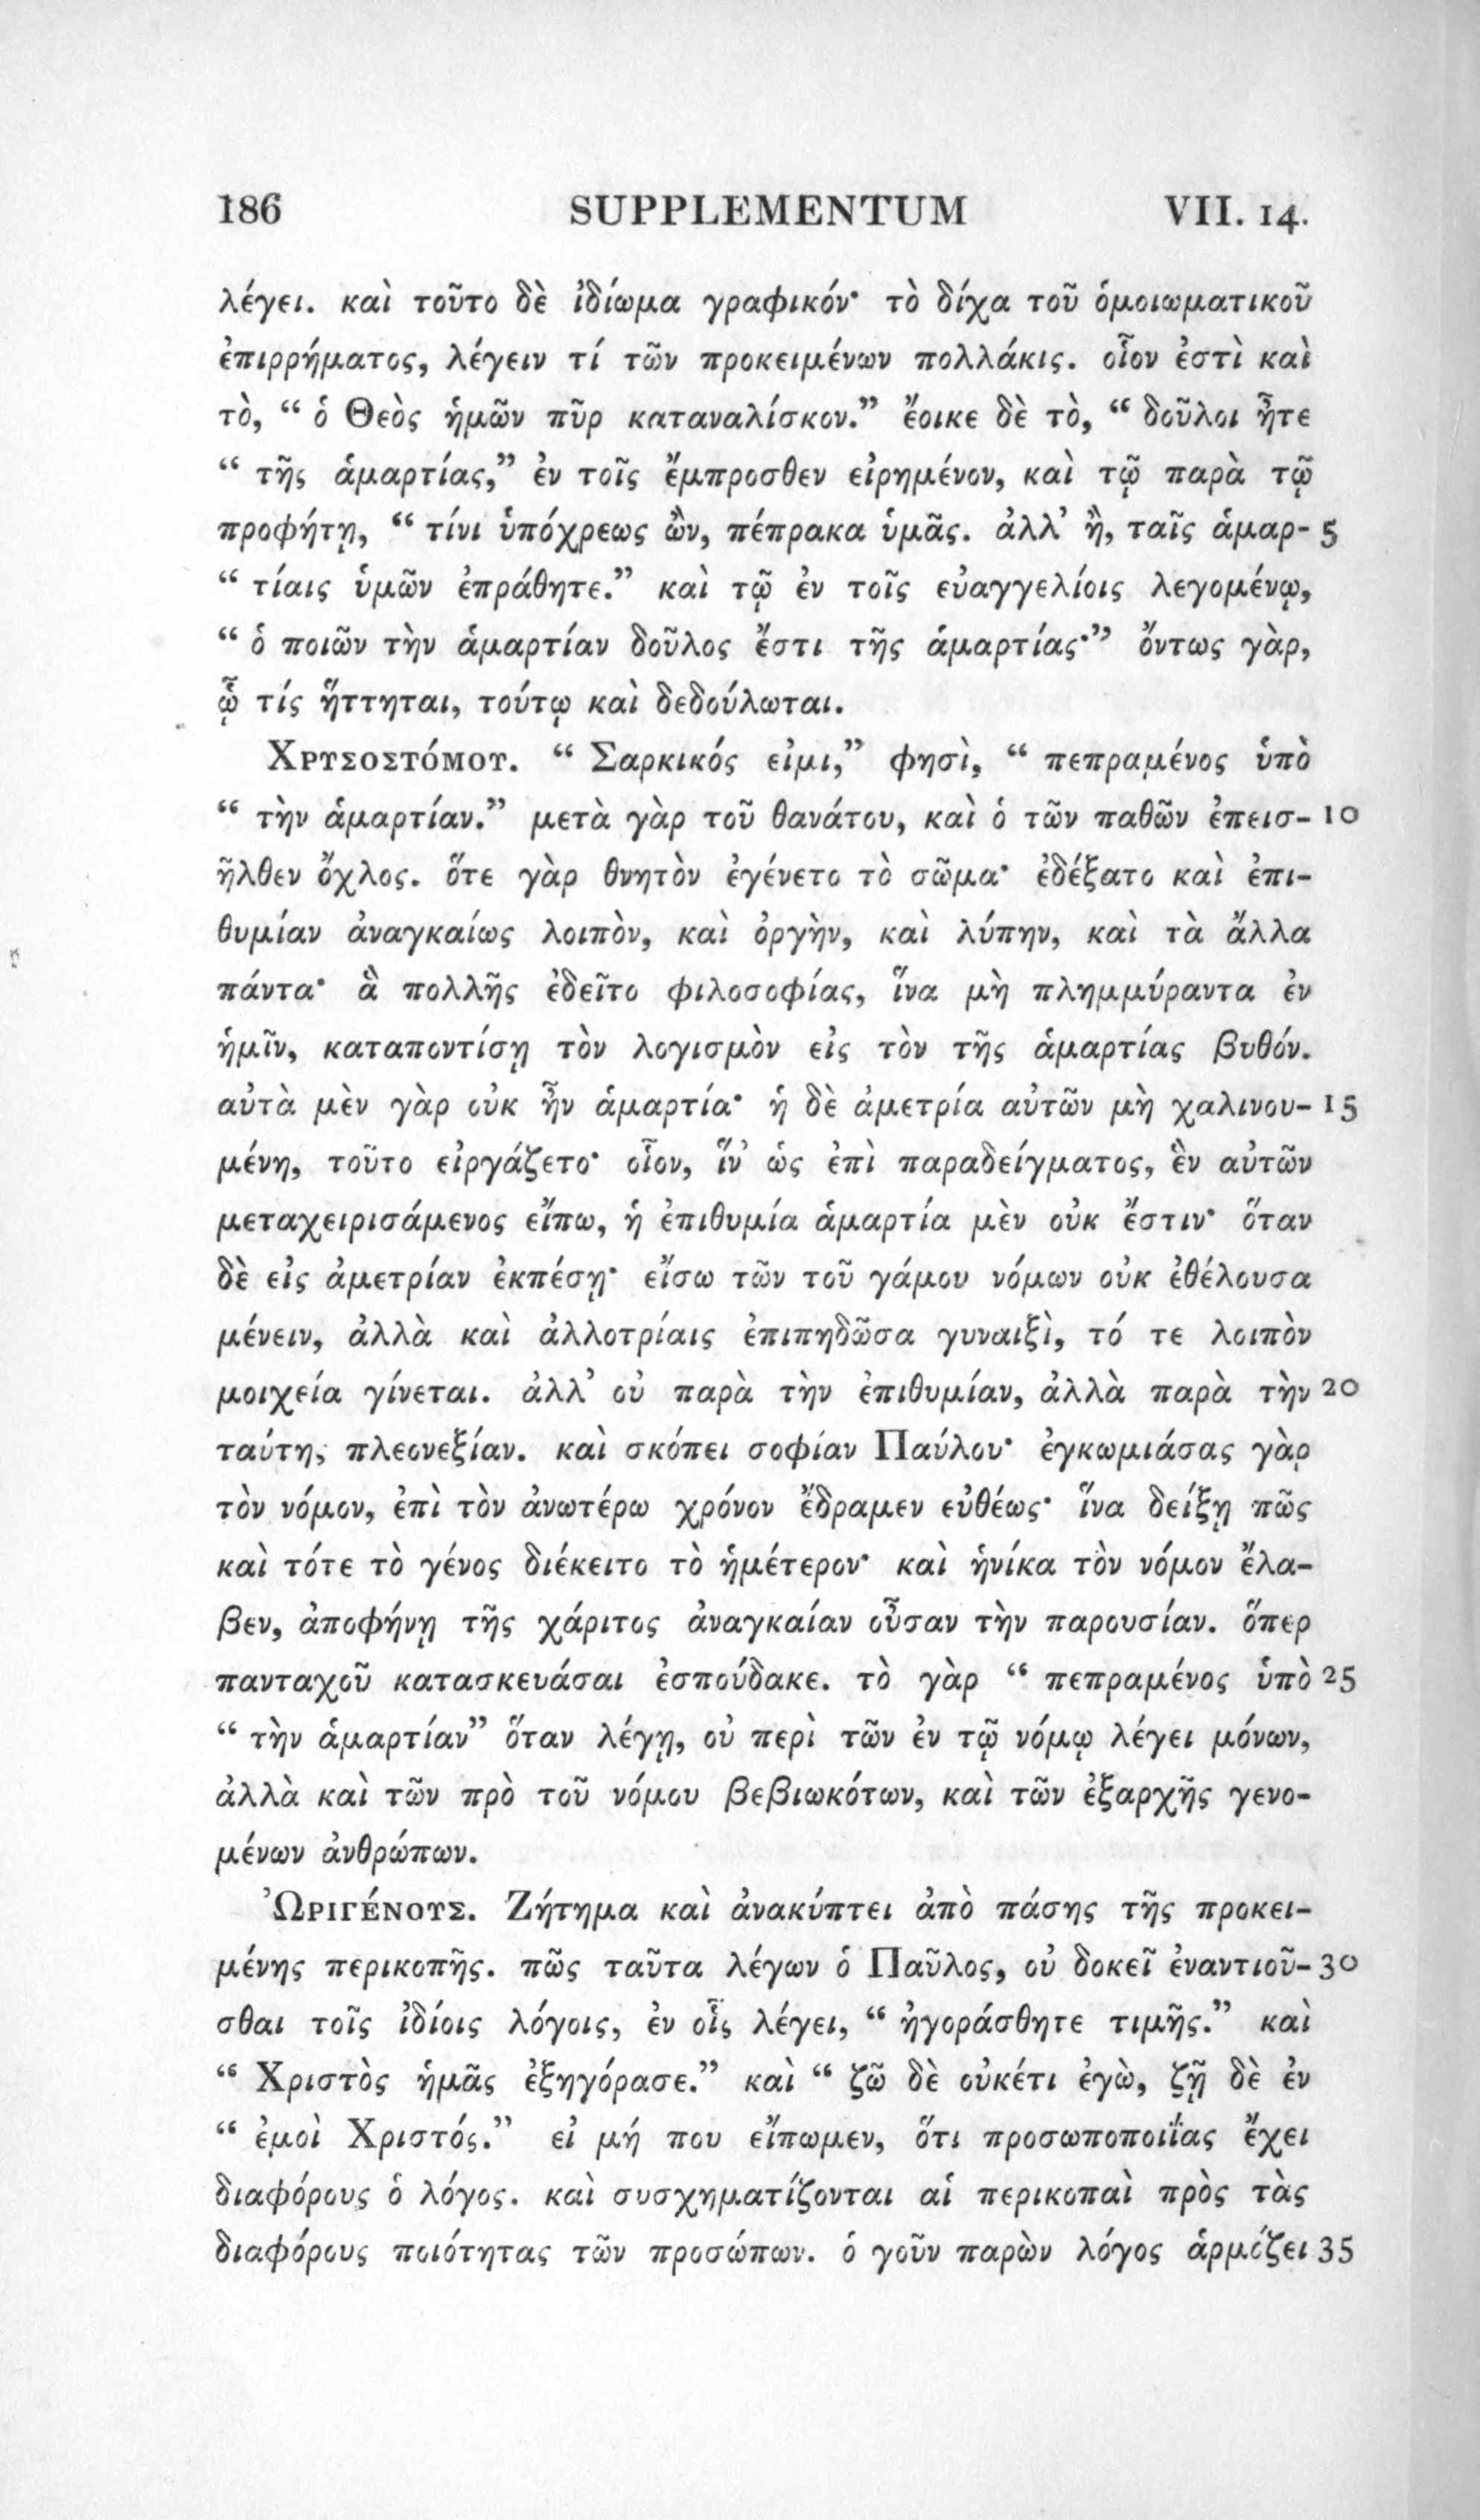 186 SUPPLEMENTUM VII. 14.
λέγει. καὶ τοῦτο δὲ ἰδίωμα γραφικόν· τὸ δίχα τοῦ ὁμοιωματικοῦ
ἐπιρρήματος, λέγειν τί τῶν προκειμένων πολλάκις. οἷον ἐστὶ καὶ
τὸ, “ ὁ Θεὸς ἡμῶν πῦρ καταναλίσκον.” ἔοικε δὲ τὸ, “ δοῦλοι ἦτε
“ τῆς ἁμαρτίας,” ἐν τοῖς ἔμπροσθεν εἰρημένον, καὶ τῷ παρὰ τῷ
προφήτῃ, “ τίνι ὑπόχρεως ὢν, πέπρακα ὑμᾶς. ἀλλ’ ἢ, ταῖς ἁμαρ- 5
“ τίαις ὑμῶν ἐπράθητε.” καὶ τῷ ἐν τοῖς εὐαγγελίοις λεγομένῳ,
“ ὁ ποιῶν τὴν ἁμαρτίαν δοῦλος ἔστι τῆς ἁμαρτίας·” ὄντως γὰρ,
ᾧ τίς ἥττηται, τούτῳ καὶ δεδούλωται.
Χρυσοστόμου. “ Σαρκικός εἰμι,” φησὶ, “ πεπραμένος ὑπὸ
“ τὴν ἁμαρτίαν.” μετὰ γὰρ τοῦ θανάτου, καὶ ὁ τῶν παθῶν ἐπεισ- 10
ῆλθεν ὄχλος. ὅτε γὰρ θνητὸν ἐγένετο τὸ σῶμα· ἐδέξατο καὶ ἐπι-
θυμίαν ἀναγκαίως λοιπὸν, καὶ ὀργὴν, καὶ λύπην, καὶ τὰ ἄλλα
πάντα· ἃ πολλῆς ἐδεῖτο φιλοσοφίας, ἵνα μὴ πλημμύραντα ἐν
ἡμῖν, καταποντίσῃ τὸν λογισμὸν εἰς τὸν τῆς ἁμαρτίας βυθόν.
αὐτὰ μὲν γὰρ οὐκ ἦν ἁμαρτία· ἡ δὲ ἀμετρία αὐτῶν μὴ χαλινου- 15
μένη, τοῦτο εἰργάζετο· οἷον, ἵν’ ὡς ἐπὶ παραδείγματος, ἓν αὐτῶν
μεταχειρισάμενος εἴπω, ἡ ἐπιθυμία ἁμαρτία μὲν οὐκ ἔστιν· ὅταν
δὲ εἰς ἀμετρίαν ἐκπέσῃ· εἴσω τῶν τοῦ γάμου νόμων οὐκ ἐθέλουσα
μένειν, ἀλλὰ καὶ ἀλλοτρίαις ἐπιπηδῶσα γυναιξὶ, τό τε λοιπὸν
μοιχεία γίνεται. ἀλλ’ οὐ παρὰ τὴν ἐπιθυμίαν, ἀλλὰ παρὰ τὴν 20
ταύτης πλεονεξίαν. καὶ σκόπει σοφίαν Παύλου· ἐγκωμιάσας γὰρ
τὸν νόμον, ἐπὶ τὸν ἀνωτέρω χρόνον ἔδραμεν εὐθέως· ἵνα δείξῃ πῶς
καὶ τότε τὸ γένος διέκειτο τὸ ἡμέτερον· καὶ ἡνίκα τὸν νόμον ἔλα-
βεν, ἀποφήνῃ τῆς χάριτος ἀναγκαίαν οὖσαν τὴν παρουσίαν. ὅπερ
πανταχοῦ κατασκευάσαι ἐσπούδακε. τὸ γὰρ “ πεπραμένος ὑπὸ 25
“ τὴν ἁμαρτίαν” ὅταν λέγῃ, οὐ περὶ τῶν ἐν τῷ νόμῳ λέγει μόνων,
ἀλλὰ καὶ τῶν πρὸ τοῦ νόμου βεβιωκότων, καὶ τῶν ἐξαρχῆς γενο-
μένων ἀνθρώπων.
Ὠριγένους. Ζήτημα καὶ ἀνακύπτει ἀπὸ πάσης τῆς προκει-
μένης περικοπῆς. πῶς ταῦτα λέγων ὁ Παῦλος, οὐ δοκεῖ ἐναντιοῦ- 30
σθαι τοῖς ἰδίοις λόγοις, ἐν οἷς λέγει, “ ἠγοράσθητε τιμῆς.” καὶ
“ Χριστὸς ἡμᾶς ἐξηγόρασε.” καὶ “ ζῶ δὲ οὐκέτι ἐγὼ, ζῇ δὲ ἐν
“ ἐμοὶ Χριστός.” εἰ μή που εἴπωμεν, ὅτι προσωποποιΐας ἔχει
διαφόρους ὁ λόγος. καὶ συσχηματίζονται αἱ περικοπαὶ πρὸς τὰς
διαφόρους ποιότητας τῶν προσώπων. ὁ γοῦν παρὼν λόγος ἁρμόζει 35